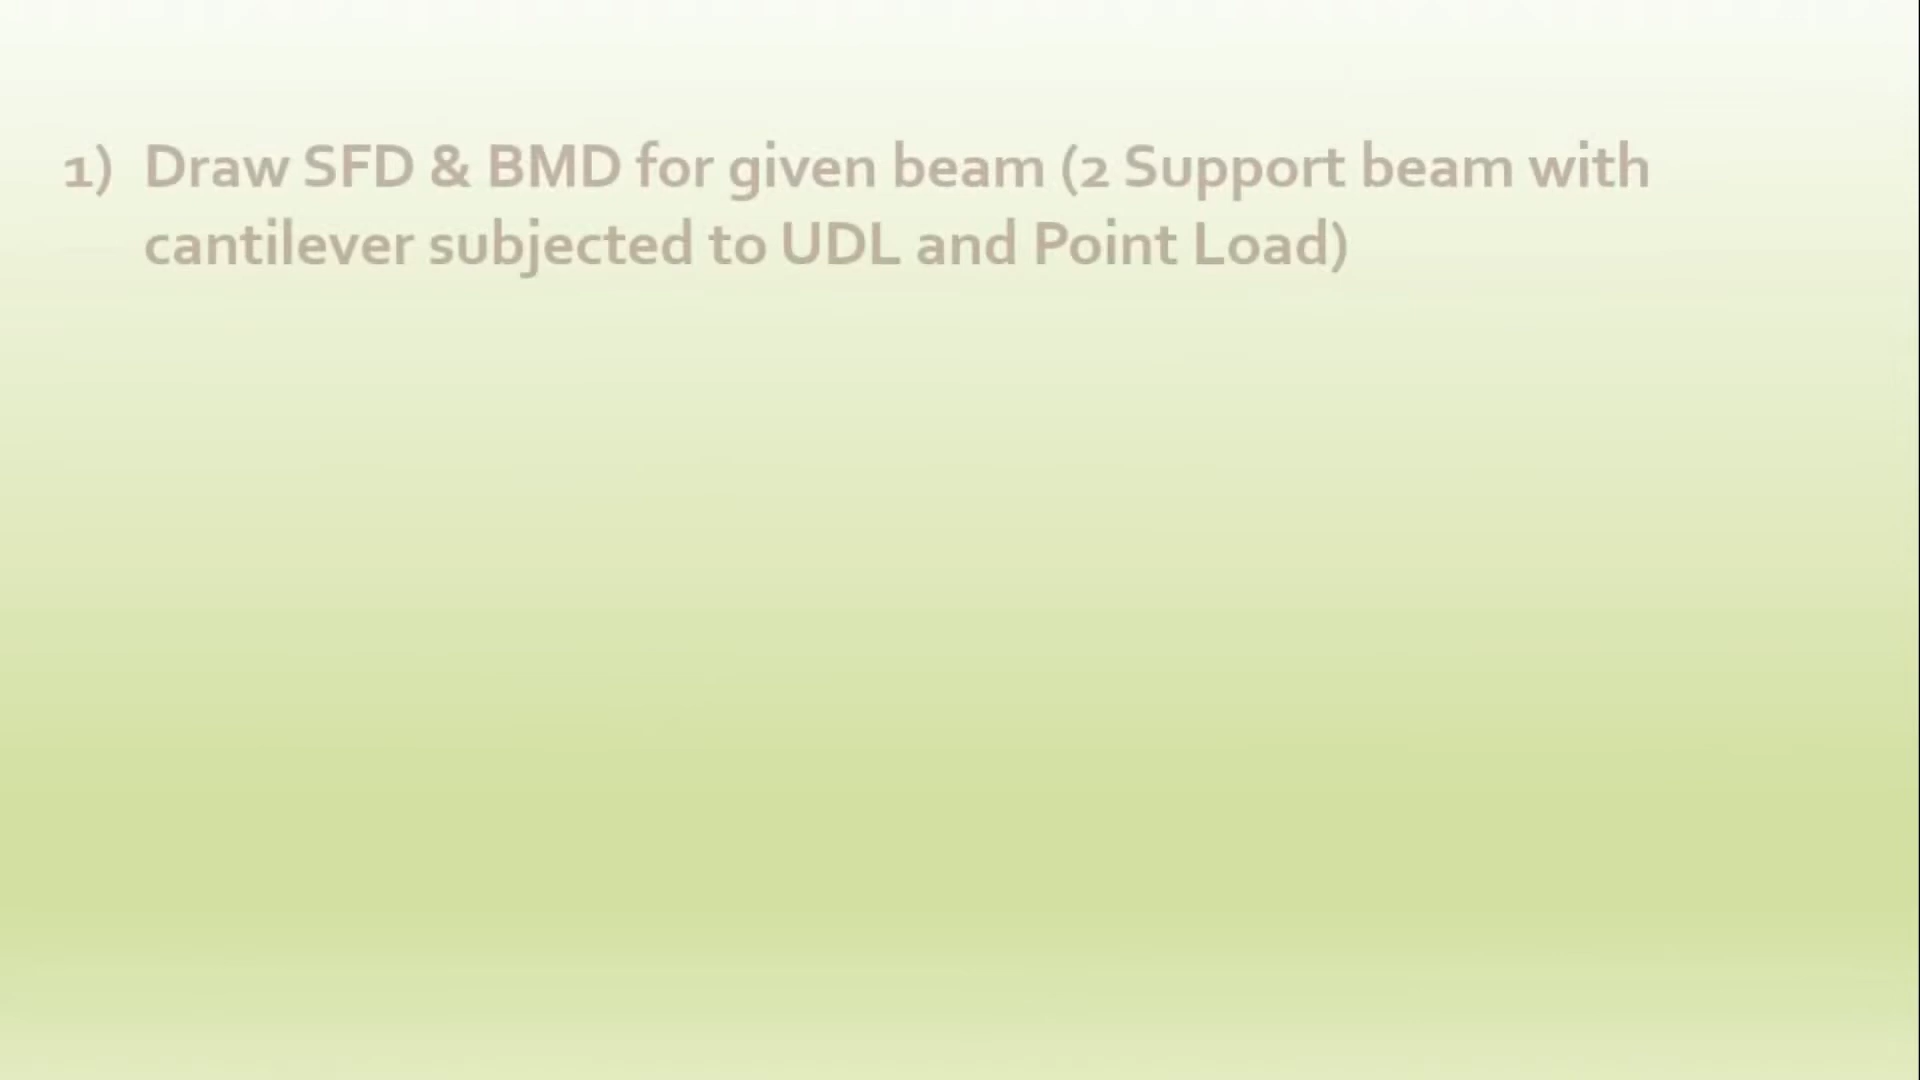 1) Draw SFD & BMD for given beam (2 Support beam with
cantilever subjected to UDL and Point Load)